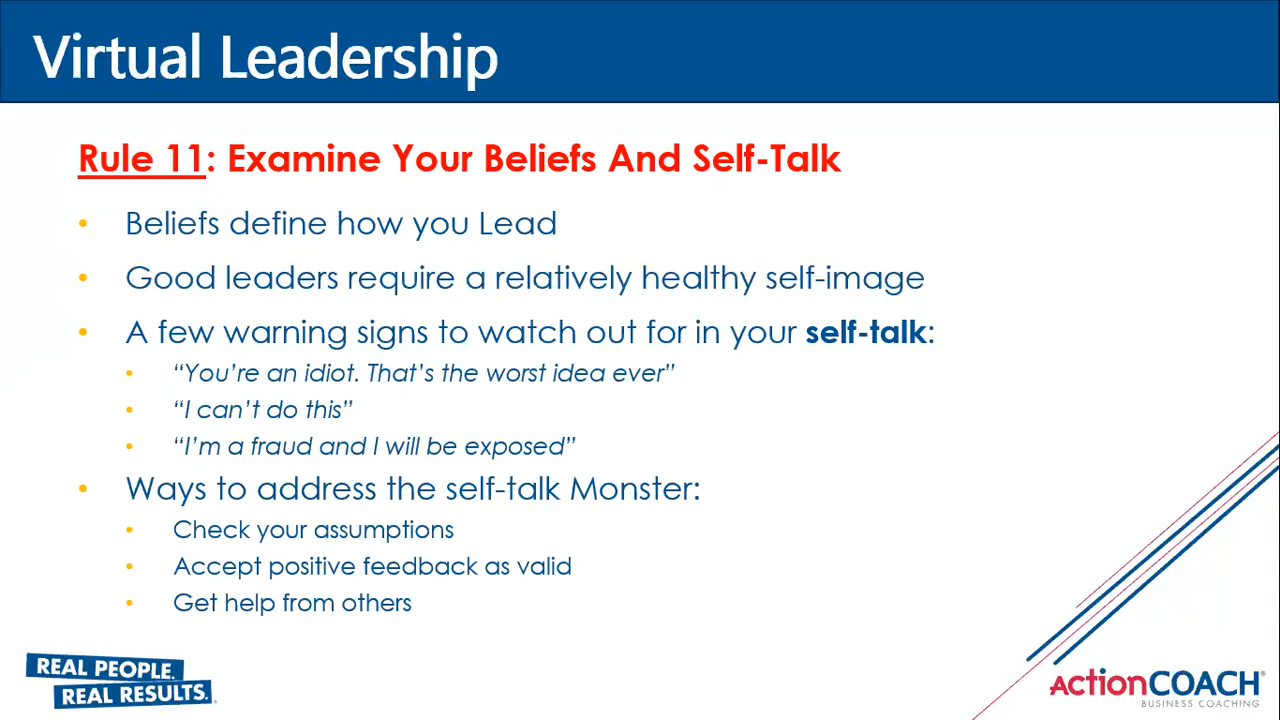 Virtual Leadership
Rule 11: Examine Your Beliefs And Self-Talk
• Beliefs define how you Lead
• Good leaders require a relatively healthy self-image
• A few warning signs to watch out for in your self-talk:
• “You’re an idiot. That’s the worst idea ever”
• “I can’t do this”
• “I’m a fraud and I will be exposed”
• Ways to address the self-talk Monster:
• Check your assumptions
• Accept positive feedback as valid
• Get help from others
REAL PEOPLE.
REAL RESULTS.
ActionCOACH®
BUSINESS COACHING